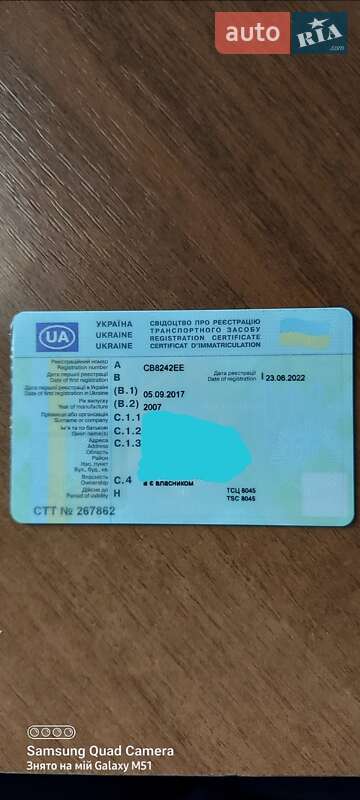 auto RIA
.com
УКРАЇНА СВІДОЦТВО ПРО РЕЄСТРАЦІЮ
UKRAINE ТРАНСПОРТНОГО ЗАСОБУ
UA UKRAINE REGISTRATION CERTIFICATE
CERTIFICAT D'IMMATRICULATION
Реєстраційний номер A CB8242EE
Registration number
Дата першої реєстрації B Дата реєстрації I 23.06.2022
Date of first registration Date of registration
Дата першої реєстрації в Україні (B.1) 05.09.2017
Date of first registration in Ukraine
Рік випуску (B.2) 2007
Year of manufacture
Прізвище або організація C.1.1
Surname or company
Ім'я та по батькові C.1.2
Given name(s)
Адреса C.1.3
Address
Область
Район
Нас. пункт
Вул., буд., кв.
Власність C.4 а є власником
Ownership
Дійсне до H ТСЦ 8045
Period of validity TSC 8045
СТТ № 267862
Samsung Quad Camera
Знято на мій Galaxy M51